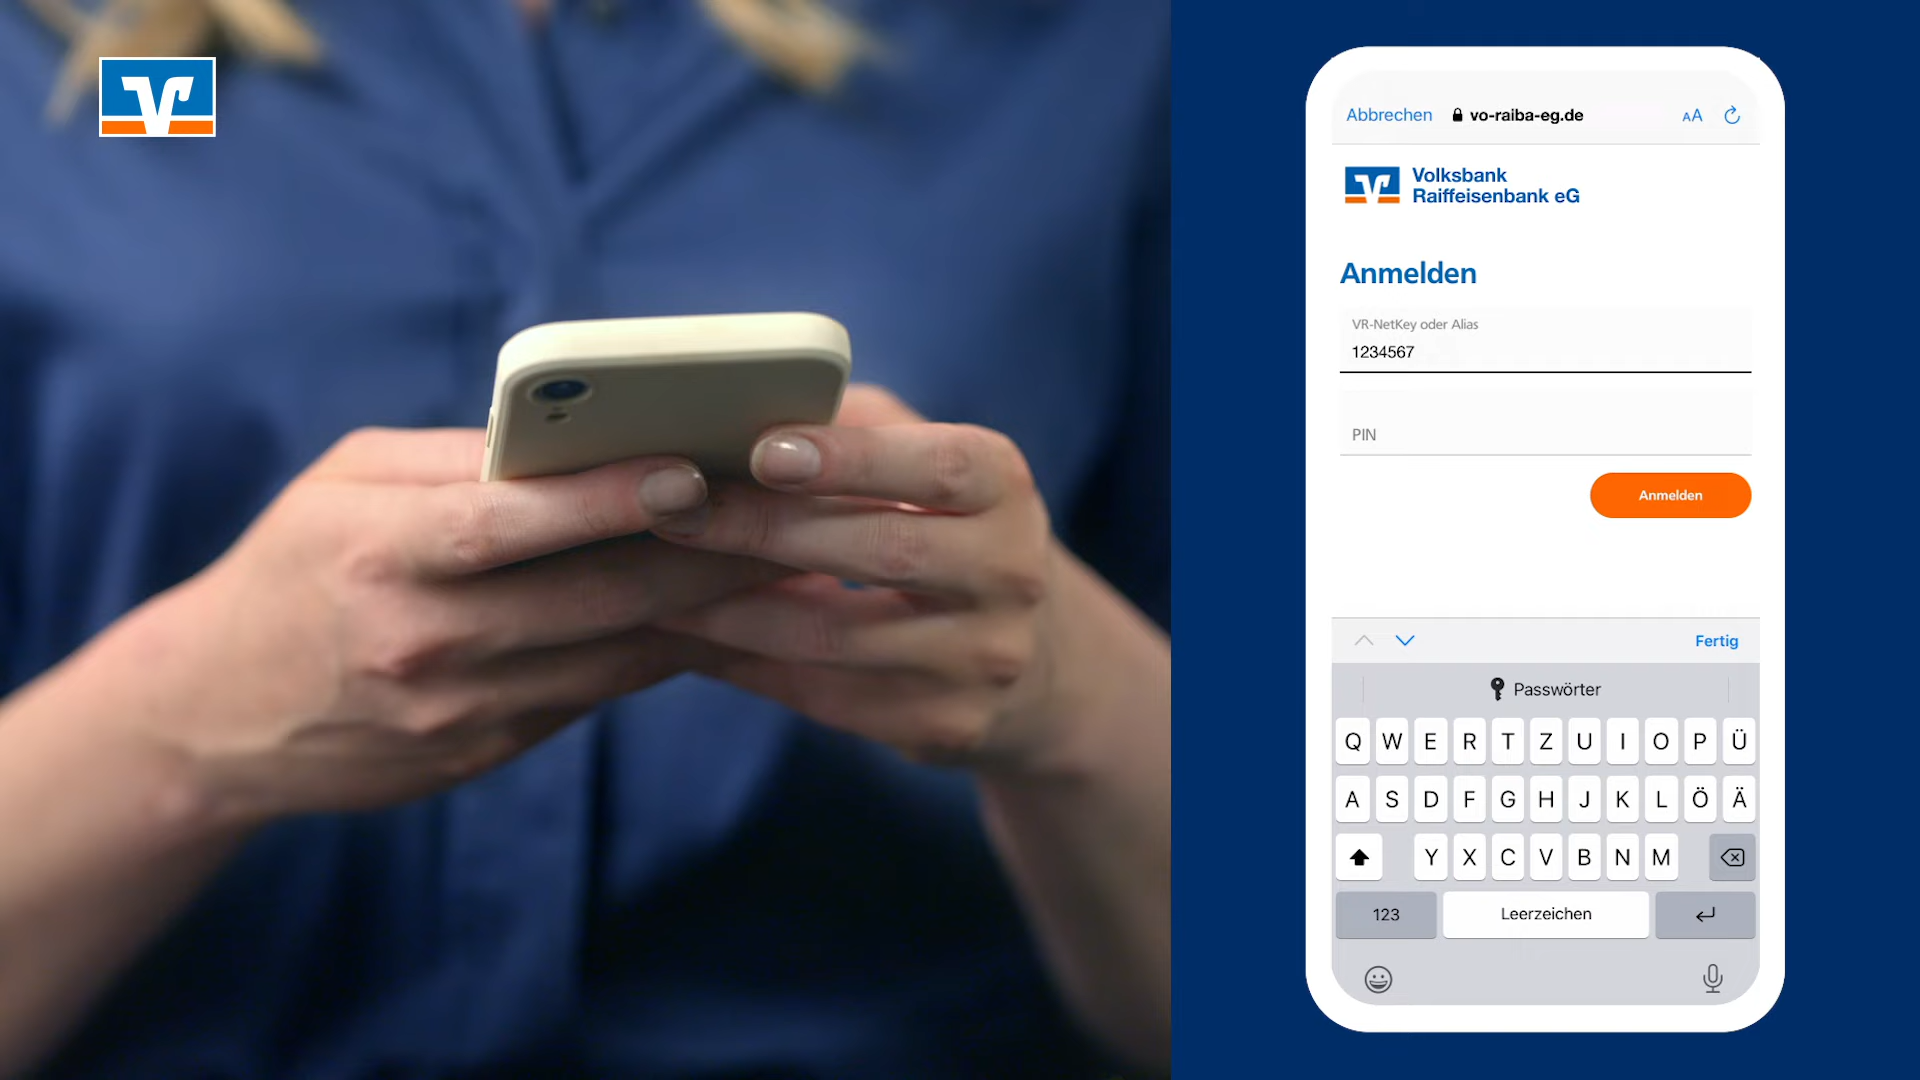 Abbrechen vo-raiba-eg.de AA
Volksbank
Raiffeisenbank eG
Anmelden
VR-NetKey oder Alias
1234567
PIN
Anmelden
Fertig
Passwörter
Q W E R T Z U I O P Ü
A S D F G H J K L Ö Ä
Y X C V B N M
123 Leerzeichen